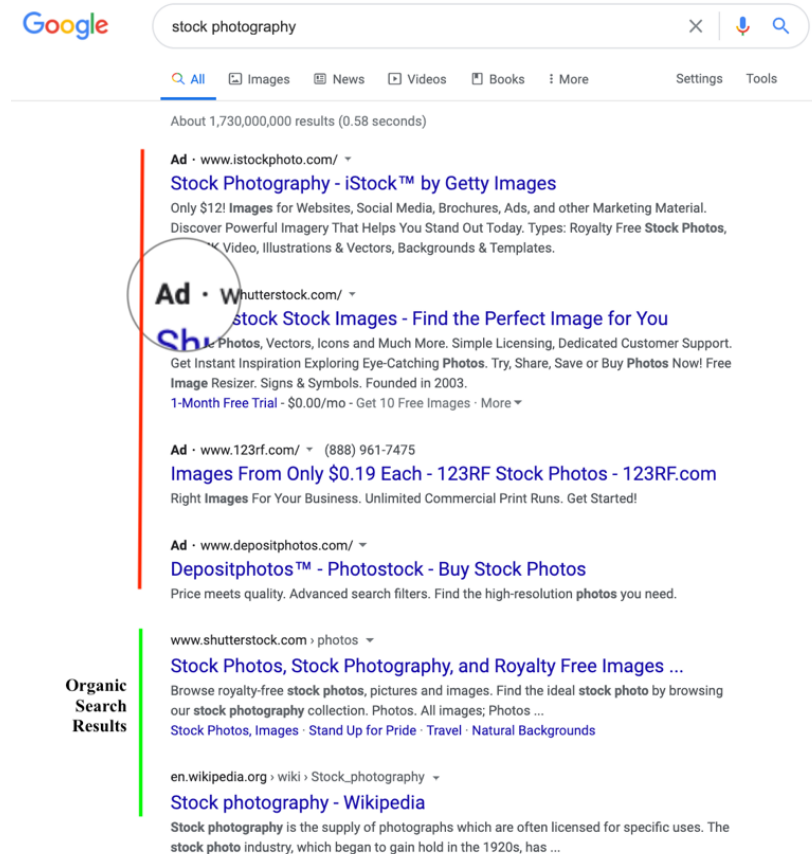 Google
stock photography
All Images News Videos Books More Settings Tools
About 1,730,000,000 results (0.58 seconds)
Ad · www.istockphoto.com/
Stock Photography - iStock™ by Getty Images
Only $12! Images for Websites, Social Media, Brochures, Ads, and other Marketing Material.
Discover Powerful Imagery That Helps You Stand Out Today. Types: Royalty Free Stock Photos,
Video, Illustrations & Vectors, Backgrounds & Templates.
Ad · w hutterstock.com/
Shu stock Stock Images - Find the Perfect Image for You
Photos, Vectors, Icons and Much More. Simple Licensing, Dedicated Customer Support.
Get Instant Inspiration Exploring Eye-Catching Photos. Try, Share, Save or Buy Photos Now! Free
Image Resizer. Signs & Symbols. Founded in 2003.
1-Month Free Trial - $0.00/mo - Get 10 Free Images · More
Ad · www.123rf.com/ (888) 961-7475
Images From Only $0.19 Each - 123RF Stock Photos - 123RF.com
Right Images For Your Business. Unlimited Commercial Print Runs. Get Started!
Ad · www.depositphotos.com/
Depositphotos™ - Photostock - Buy Stock Photos
Price meets quality. Advanced search filters. Find the high-resolution photos you need.
Organic
Search
Results
www.shutterstock.com › photos
Stock Photos, Stock Photography, and Royalty Free Images ...
Browse royalty-free stock photos, pictures and images. Find the ideal stock photo by browsing
our stock photography collection. Photos. All images; Photos ...
Stock Photos, Images · Stand Up for Pride · Travel · Natural Backgrounds
en.wikipedia.org › wiki › Stock_photography
Stock photography - Wikipedia
Stock photography is the supply of photographs which are often licensed for specific uses. The
stock photo industry, which began to gain hold in the 1920s, has ...